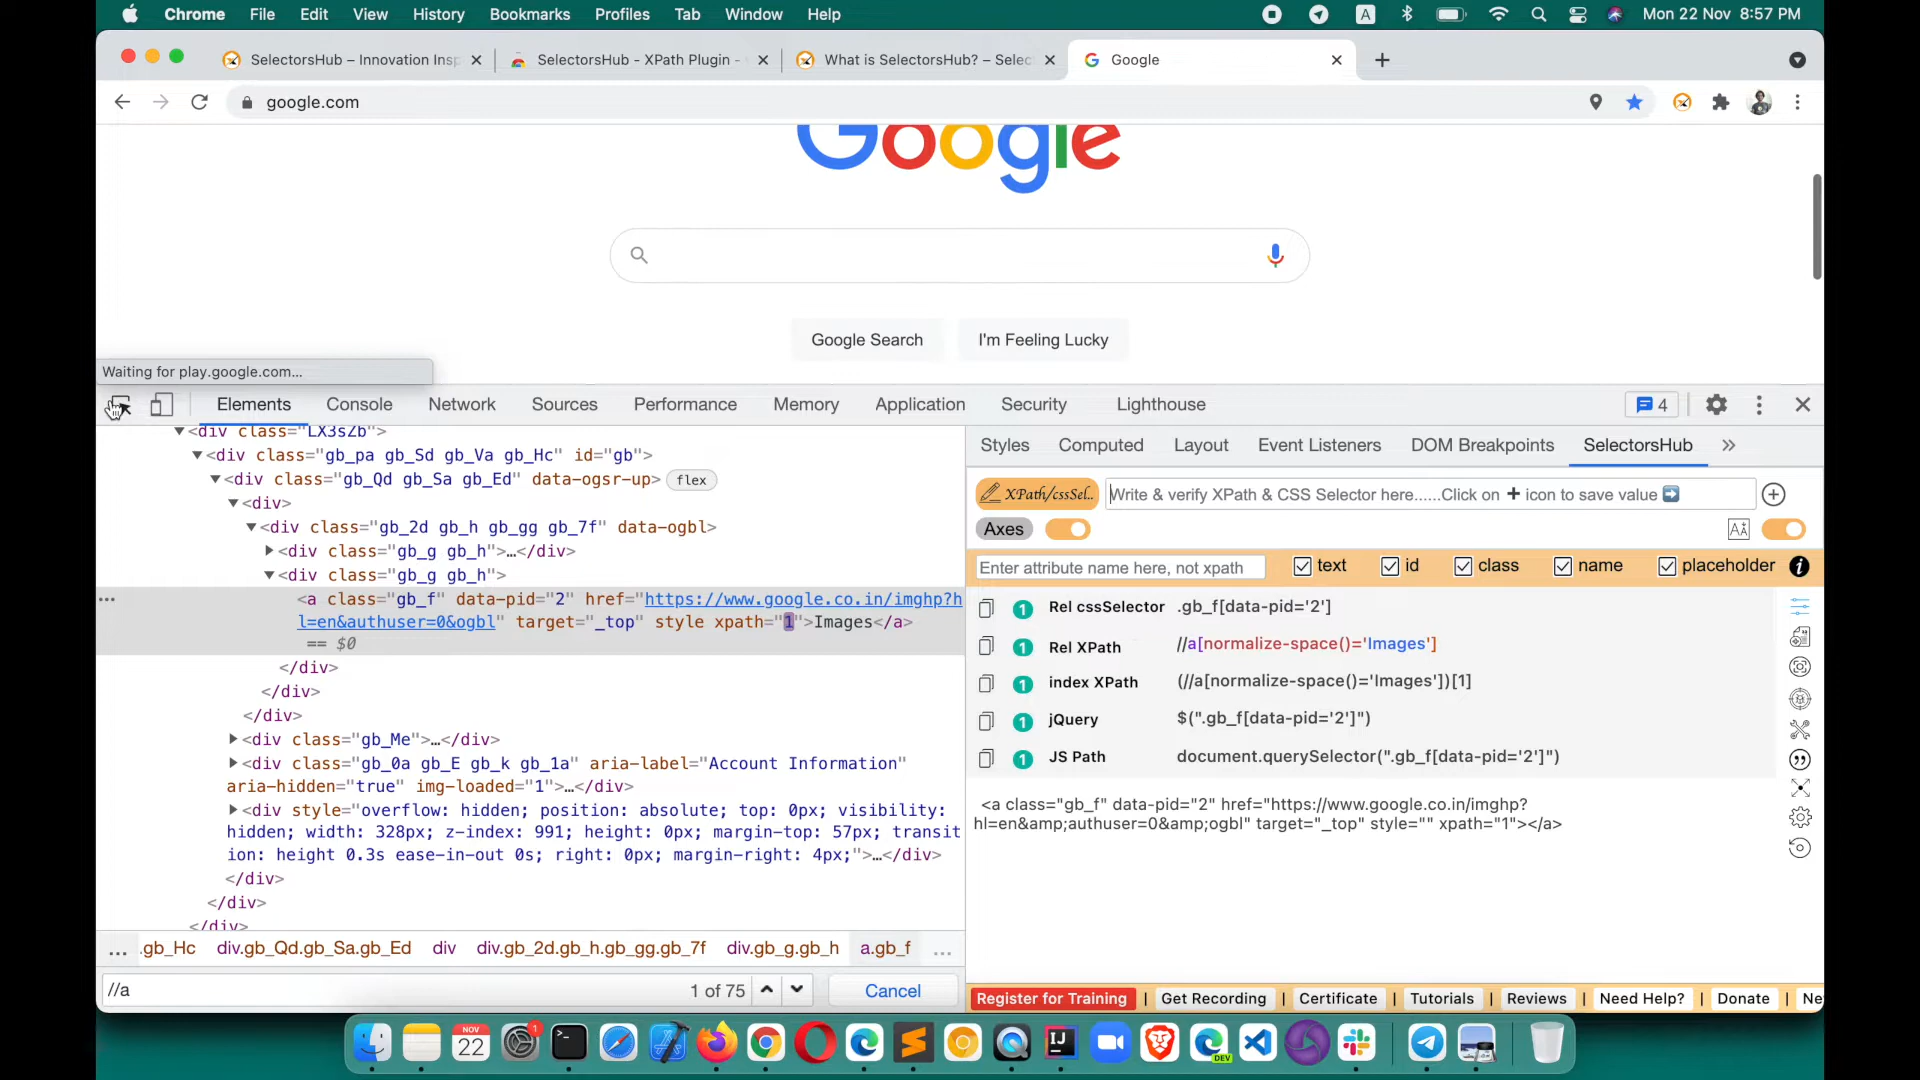 Chrome File Edit View History Bookmarks Profiles Tab Window Help
A Mon 22 Nov 8:57 PM
SelectorsHub – Innovation Insp
SelectorsHub - XPath Plugin -
What is SelectorsHub? – Selec
Google
google.com
Google
Google Search
I'm Feeling Lucky
Waiting for play.google.com...
Elements Console Network Sources Performance Memory Application Security Lighthouse 4
▼<div class="LX3sZb">
▼<div class="gb_pa gb_Sd gb_Va gb_Hc" id="gb">
▼<div class="gb_Qd gb_Sa gb_Ed" data-ogsr-up> flex
▼<div>
▼<div class="gb_2d gb_h gb_gg gb_7f" data-ogbl>
▶<div class="gb_g gb_h">…</div>
▼<div class="gb_g gb_h">
… <a class="gb_f" data-pid="2" href="https://www.google.co.in/imghp?h
l=en&authuser=0&ogbl" target="_top" style xpath="1">Images</a>
== $0
</div>
</div>
</div>
▶<div class="gb_Me">…</div>
▶<div class="gb_0a gb_E gb_k gb_1a" aria-label="Account Information"
aria-hidden="true" img-loaded="1">…</div>
▶<div style="overflow: hidden; position: absolute; top: 0px; visibility:
hidden; width: 328px; z-index: 991; height: 0px; margin-top: 57px; transit
ion: height 0.3s ease-in-out 0s; right: 0px; margin-right: 4px;">…</div>
</div>
</div>
</div>
... .gb_Hc div.gb_Qd.gb_Sa.gb_Ed div div.gb_2d.gb_h.gb_gg.gb_7f div.gb_g.gb_h a.gb_f ...
//a 1 of 75 Cancel
Styles Computed Layout Event Listeners DOM Breakpoints SelectorsHub »
XPath/cssSel.. Write & verify XPath & CSS Selector here......Click on + icon to save value
Axes
Enter attribute name here, not xpath text id class name placeholder
1 Rel cssSelector .gb_f[data-pid='2']
1 Rel XPath //a[normalize-space()='Images']
1 index XPath (//a[normalize-space()='Images'])[1]
1 jQuery $(".gb_f[data-pid='2']")
1 JS Path document.querySelector(".gb_f[data-pid='2']")
<a class="gb_f" data-pid="2" href="https://www.google.co.in/imghp?
hl=en&amp;authuser=0&amp;ogbl" target="_top" style="" xpath="1"></a>
Register for Training | Get Recording | Certificate | Tutorials | Reviews | Need Help? | Donate | Ne
NOV
22
1
IJ
DEV